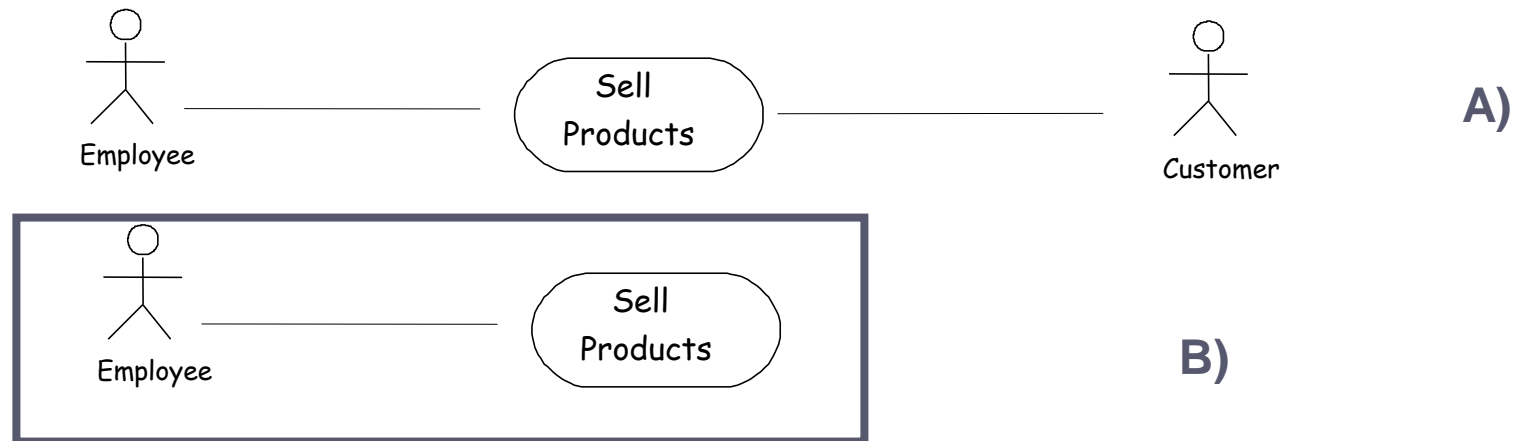 Sell
Products
Employee
Customer
A)
Sell
Products
Employee
B)